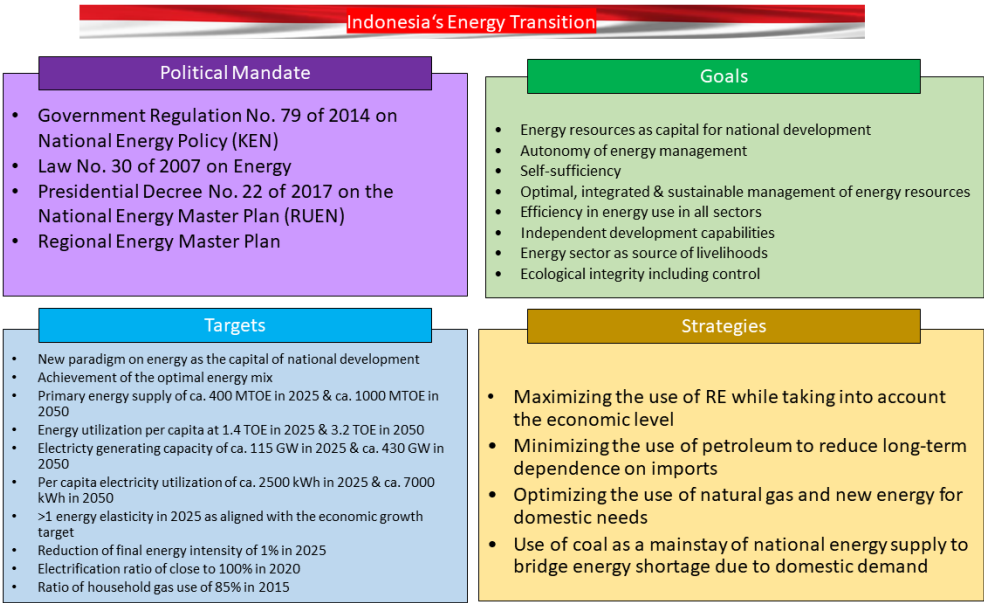 Indonesia‘s Energy Transition
Political Mandate
• Government Regulation No. 79 of 2014 on
National Energy Policy (KEN)
• Law No. 30 of 2007 on Energy
• Presidential Decree No. 22 of 2017 on the
National Energy Master Plan (RUEN)
• Regional Energy Master Plan
Goals
• Energy resources as capital for national development
• Autonomy of energy management
• Self-sufficiency
• Optimal, integrated & sustainable management of energy resources
• Efficiency in energy use in all sectors
• Independent development capabilities
• Energy sector as source of livelihoods
• Ecological integrity including control
Targets
• New paradigm on energy as the capital of national development
• Achievement of the optimal energy mix
• Primary energy supply of ca. 400 MTOE in 2025 & ca. 1000 MTOE in
2050
• Energy utilization per capita at 1.4 TOE in 2025 & 3.2 TOE in 2050
• Electricty generating capacity of ca. 115 GW in 2025 & ca. 430 GW in
2050
• Per capita electricity utilization of ca. 2500 kWh in 2025 & ca. 7000
kWh in 2050
• >1 energy elasticity in 2025 as aligned with the economic growth
target
• Reduction of final energy intensity of 1% in 2025
• Electrification ratio of close to 100% in 2020
• Ratio of household gas use of 85% in 2015
Strategies
• Maximizing the use of RE while taking into account
the economic level
• Minimizing the use of petroleum to reduce long-term
dependence on imports
• Optimizing the use of natural gas and new energy for
domestic needs
• Use of coal as a mainstay of national energy supply to
bridge energy shortage due to domestic demand